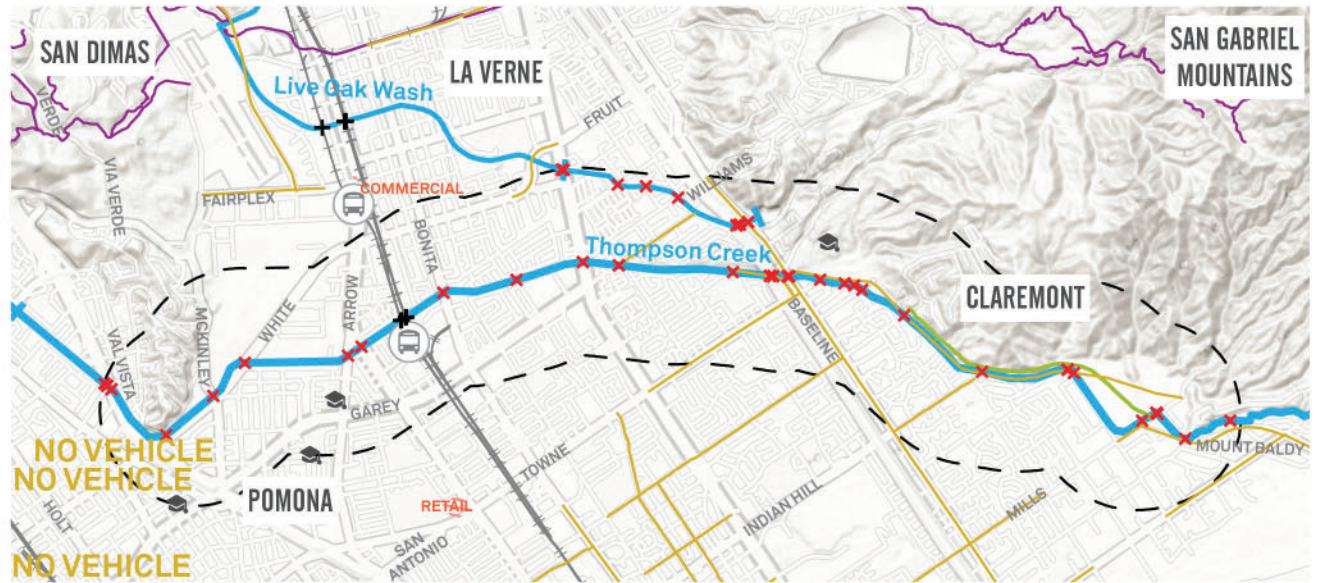 SAN DIMAS
LA VERNE
SAN GABRIEL
MOUNTAINS
Live Oak Wash
VERDE
FRUIT
VIA VERDE
WILLIAMS
COMMERCIAL
FAIRPLEX
BONITA
Thompson Creek
CLAREMONT
ARROW
WHITE
MCKINLEY
BASELINE
VAL VISTA
GAREY
NO VEHICLE
NO VEHICLE
MOUNT BALDY
TOWNE
POMONA
RETAIL
INDIAN HILL
MILLS
HOLT
SAN
ANTONIO
NO VEHICLE